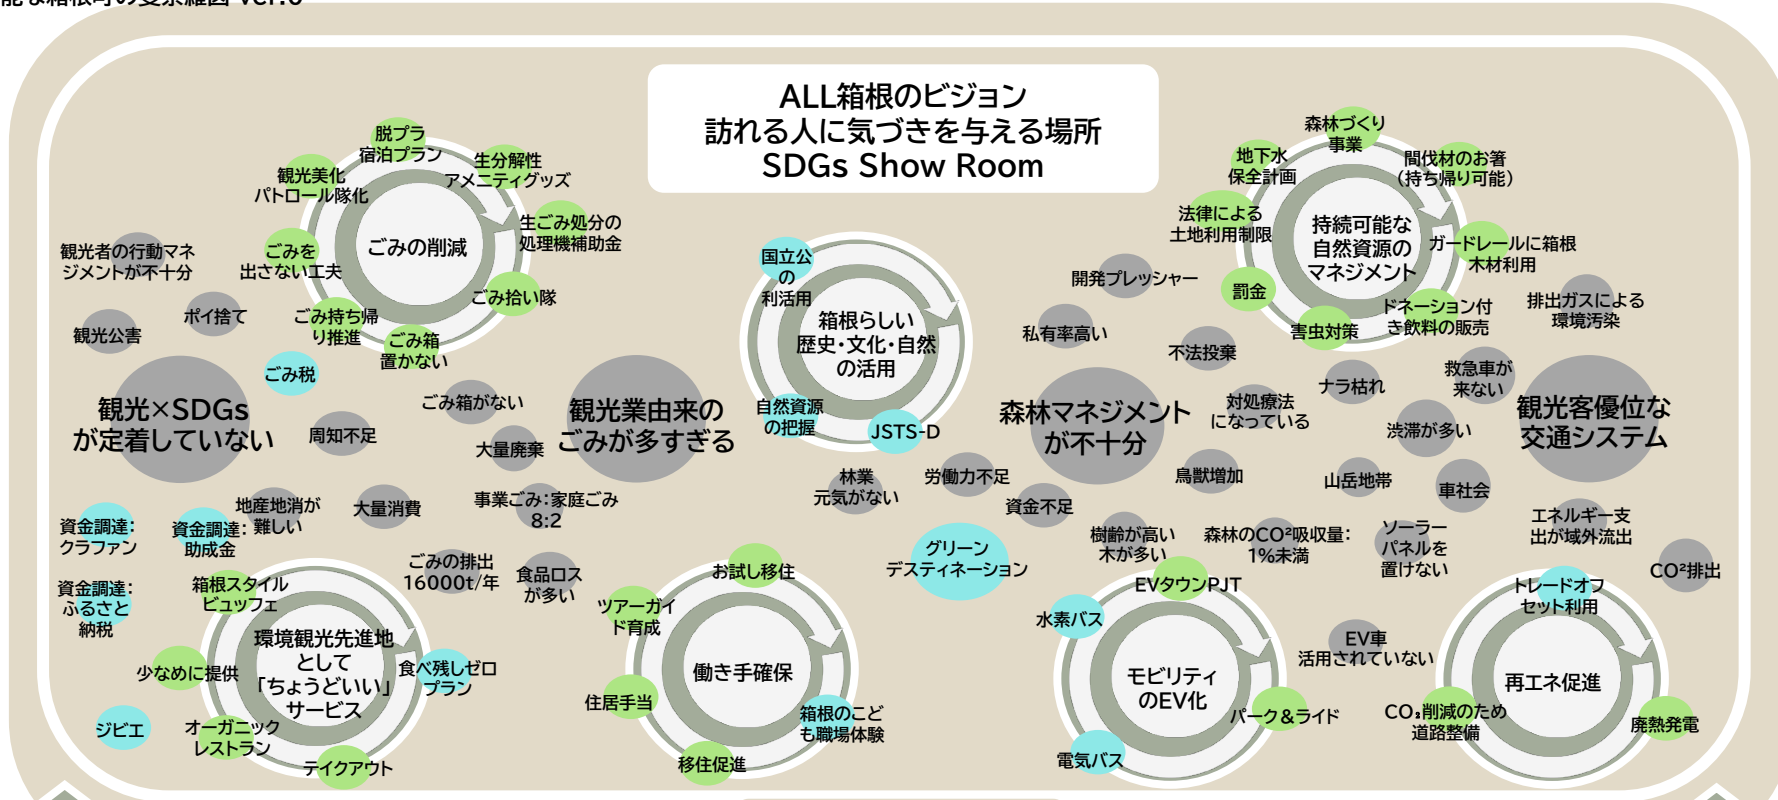 能な箱根町の曼荼羅図 ver.6
ALL箱根のビジョン
訪れる人に気づきを与える場所
SDGs Show Room
脱プラ
宿泊プラン
観光美化
パトロール隊化
生分解性
アメニティグッズ
生ごみ処分の
処理機補助金
ごみの削減
ごみを
出さない工夫
ごみ拾い隊
ごみ持ち帰
り推進
ごみ箱
置かない
観光者の行動マネ
ジメントが不十分
観光公害
ポイ捨て
ごみ税
観光×SDGs
が定着していない
周知不足
ごみ箱がない
大量廃棄
観光業由来の
ごみが多すぎる
地産地消が
難しい
大量消費
事業ごみ：家庭ごみ
8:2
ごみの排出
16000t/年
食品ロス
が多い
国立公
の
利活用
箱根らしい
歴史・文化・自然
の活用
自然資源
の把握
JSTS-D
森林づくり
事業
地下水
保全計画
間伐材のお箸
（持ち帰り可能）
法律による
土地利用制限
持続可能な
自然資源の
マネジメント
ガードレールに箱根
木材利用
罰金
害虫対策
ドネーション付
き飲料の販売
開発プレッシャー
私有率高い
不法投棄
排出ガスによる
環境汚染
森林マネジメント
が不十分
対処療法
になっている
ナラ枯れ
救急車が
来ない
渋滞が多い
観光客優位な
交通システム
林業
元気がない
労働力不足
資金不足
鳥獣増加
山岳地帯
車社会
樹齢が高い
木が多い
森林のCO²吸収量：
1％未満
ソーラー
パネルを
置けない
エネルギー支
出が域外流出
CO²排出
グリーン
デスティネーション
資金調達：
クラファン
資金調達：
助成金
資金調達：
ふるさと
納税
箱根スタイル
ビュッフェ
環境観光先進地
として
「ちょうどいい」
サービス
少なめに提供
食べ残しゼロ
プラン
ジビエ
オーガニック
レストラン
テイクアウト
お試し移住
ツアーガイ
ド育成
働き手確保
住居手当
箱根のこど
も職場体験
移住促進
EVタウンPJT
水素バス
モビリティ
のEV化
パーク＆ライド
電気バス
EV車
活用されていない
トレードオフ
セット利用
再エネ促進
CO₂削減のため
道路整備
廃熱発電